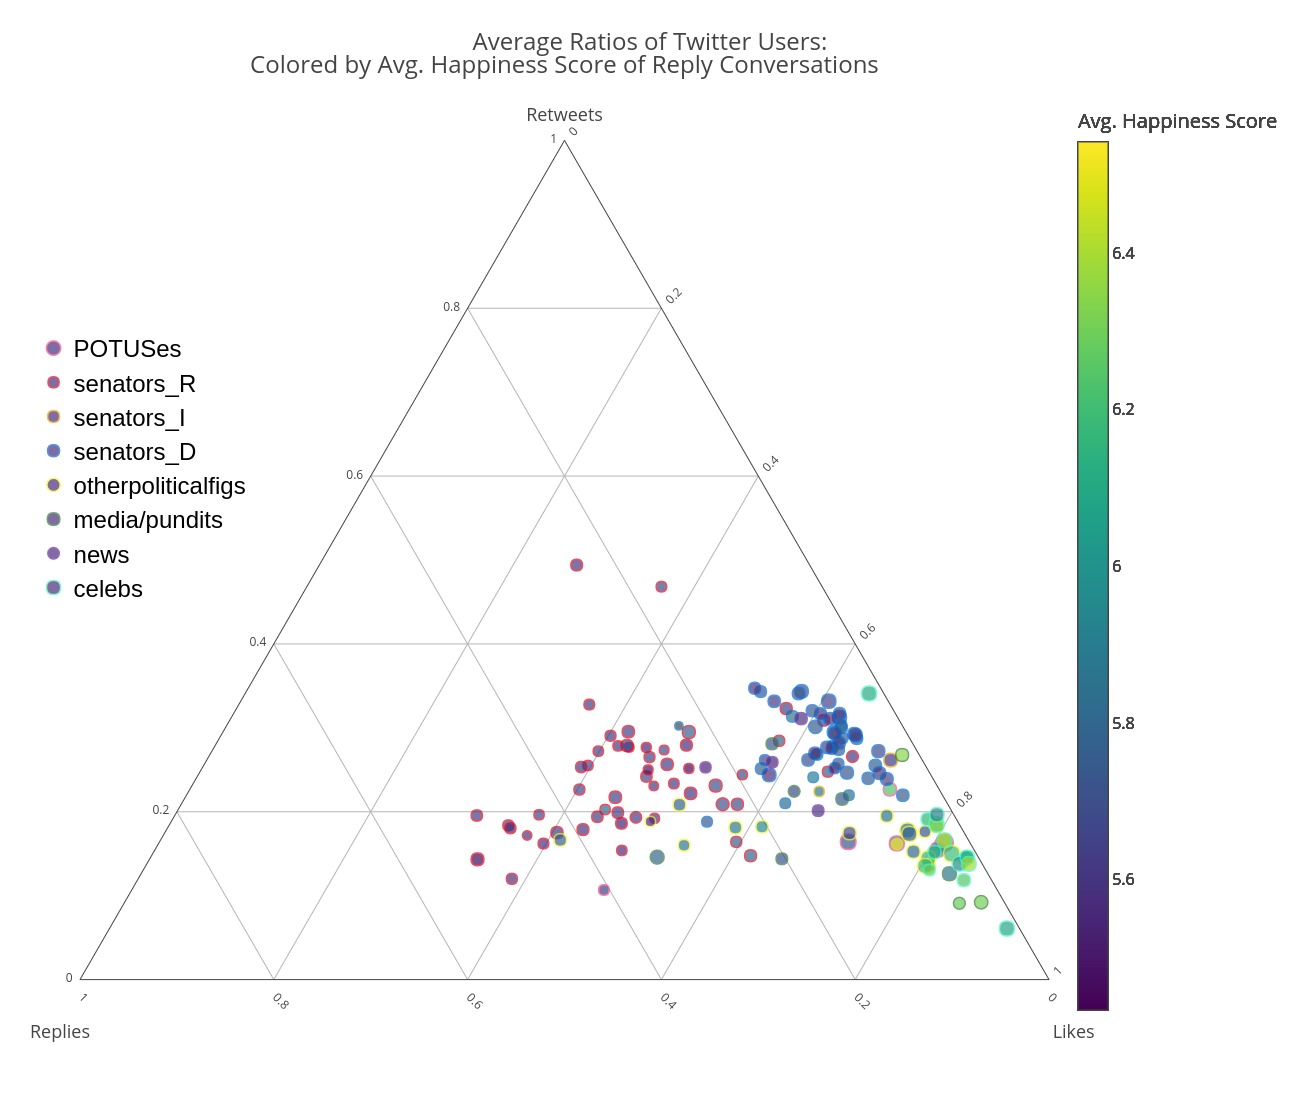 Average Ratios of Twitter Users:
Colored by Avg. Happiness Score of Reply Conversations
Retweets
Avg. Happiness Score
1
0
0.8
0.2
6.4
POTUSes
senators_R
senators_I
senators_D
otherpoliticalfigs
media/pundits
news
celebs
6.2
0.6
0.4
6
0.4
0.6
5.8
0.2
0.8
5.6
0
1
1
0.8
0.6
0.4
0.2
0
Replies
Likes